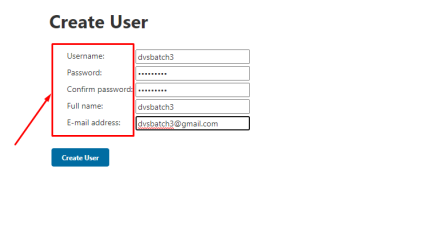 Create User
Username: dvsbatch3
Password: •••••••••
Confirm password: •••••••••
Full name: dvsbatch3
E-mail address: dvsbatch3@gmail.com
Create User